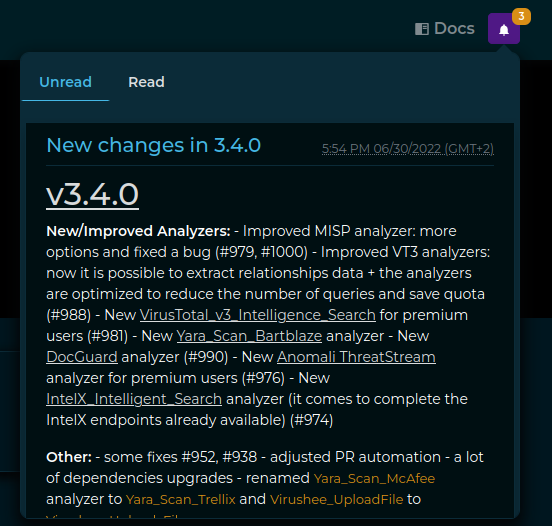 Docs
3
Unread Read
New changes in 3.4.0 5:54 PM 06/30/2022 (GMT+2)
v3.4.0
New/Improved Analyzers: - Improved MISP analyzer: more
options and fixed a bug (#979, #1000) - Improved VT3 analyzers:
now it is possible to extract relationships data + the analyzers
are optimized to reduce the number of queries and save quota
(#988) - New VirusTotal_v3_Intelligence_Search for premium
users (#981) - New Yara_Scan_Bartblaze analyzer - New
DocGuard analyzer (#990) - New Anomali ThreatStream
analyzer for premium users (#976) - New
IntelX_Intelligent_Search analyzer (it comes to complete the
IntelX endpoints already available) (#974)
Other: - some fixes #952, #938 - adjusted PR automation - a lot
of dependencies upgrades - renamed Yara_Scan_McAfee
analyzer to Yara_Scan_Trellix and Virushee_UploadFile to